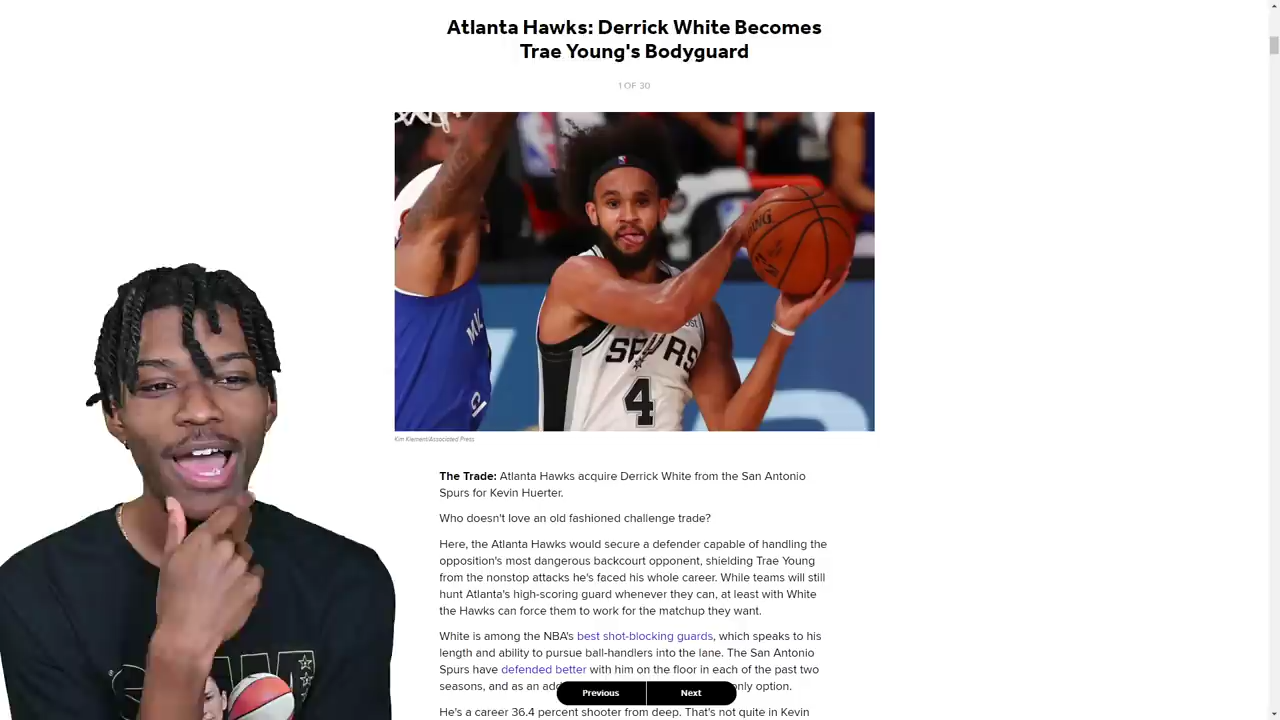 Atlanta Hawks: Derrick White Becomes
Trae Young's Bodyguard
1 OF 30
SPURS
4
Kim Klement/Associated Press
The Trade: Atlanta Hawks acquire Derrick White from the San Antonio
Spurs for Kevin Huerter.
Who doesn't love an old fashioned challenge trade?
Here, the Atlanta Hawks would secure a defender capable of handling the
opposition's most dangerous backcourt opponent, shielding Trae Young
from the nonstop attacks he's faced his whole career. While teams will still
hunt Atlanta's high-scoring guard whenever they can, at least with White
the Hawks can force them to work for the matchup they want.
White is among the NBA's best shot-blocking guards, which speaks to his
length and ability to pursue ball-handlers into the lane. The San Antonio
Spurs have defended better with him on the floor in each of the past two
seasons, and as an only option.
Previous Next
He's a career 36.4 percent shooter from deep. That's not quite in Kevin